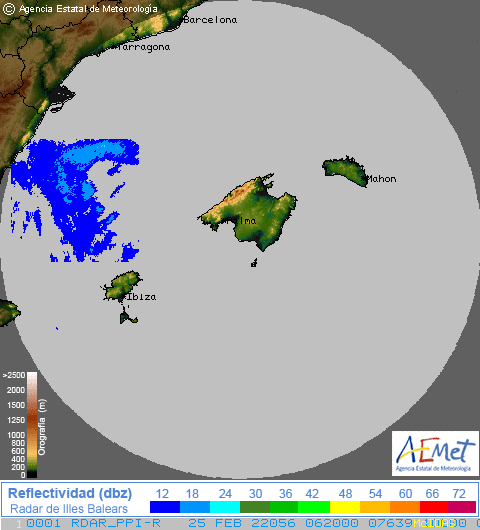 © Agencia Estatal de Meteorología
Barcelona
Tarragona
Mahon
lma
Ibiza
>2500
2000
1500
1000
800
600
400
200
0
Orografía (m)
AEMet
Agencia Estatal de Meteorología
Reflectividad (dbz)
Radar de Illes Balears
12 18 24 30 36 42 48 54 60 66 72
1 0001 RDAR_PPI-R 25 FEB 22056 062000 07639